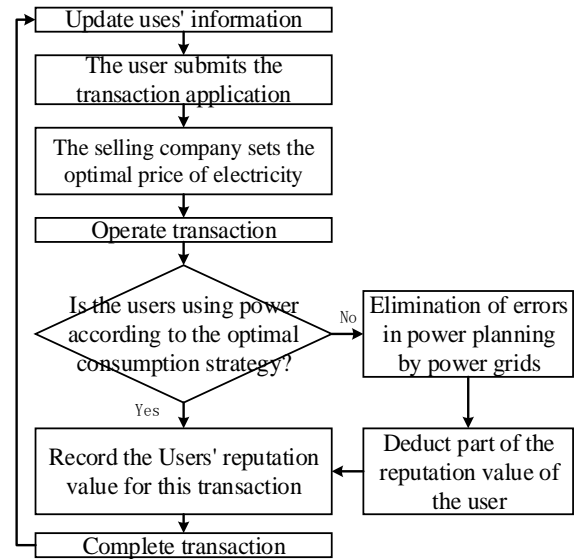 Update uses' information
The user submits the
transaction application
The selling company sets the
optimal price of electricity
Operate transaction
Is the users using power
according to the optimal
consumption strategy?
No
Elimination of errors
in power planning
by power grids
Yes
Record the Users' reputation
value for this transaction
Deduct part of the
reputation value of
the user
Complete transaction